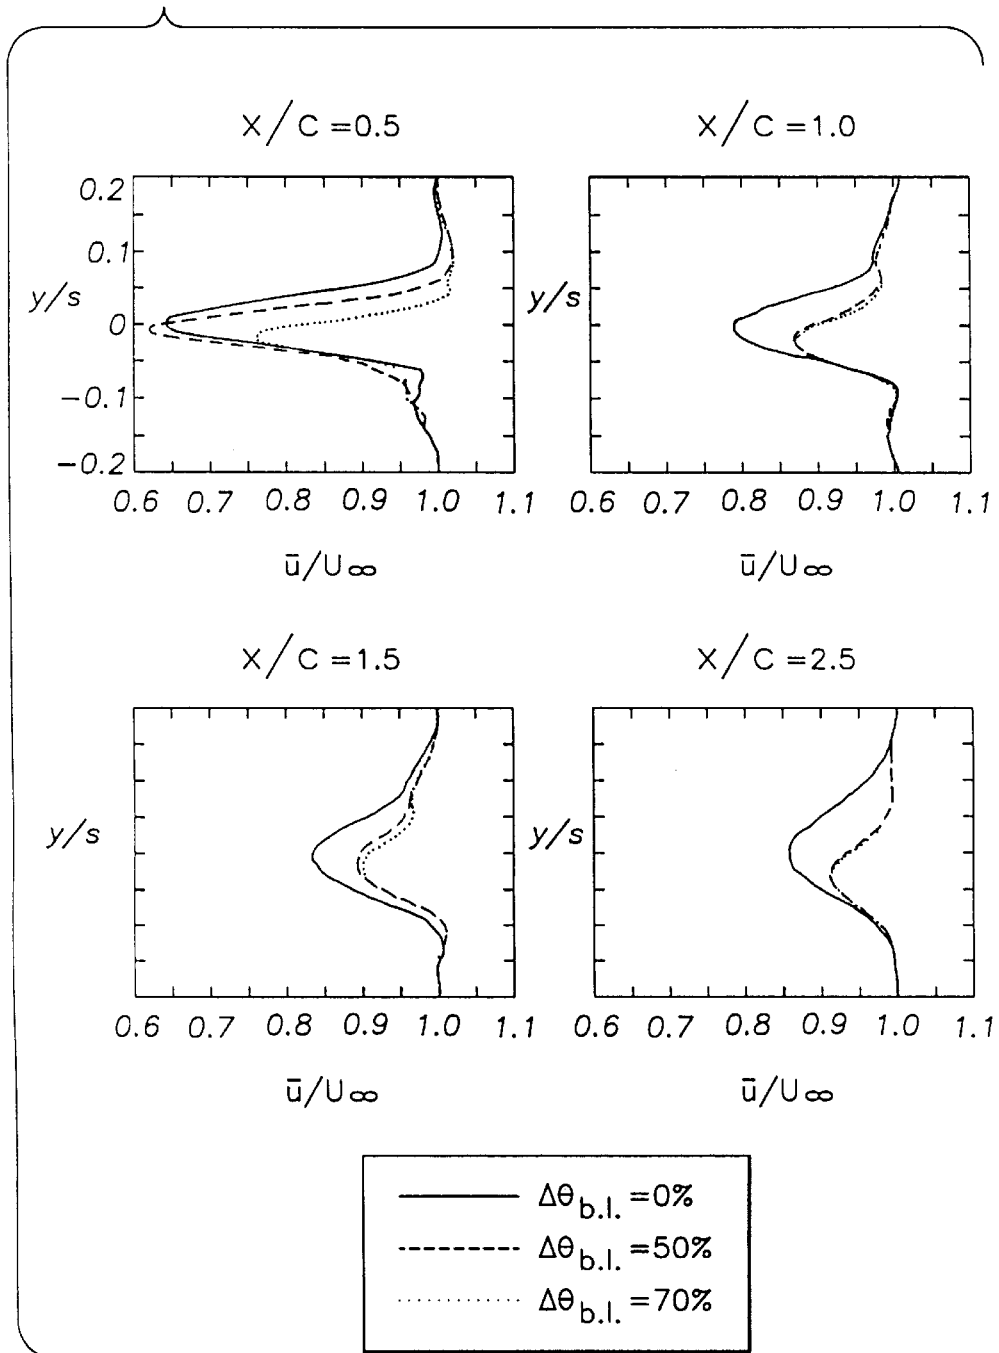 X/C =0.5
X/C =1.0
0.2
0.1
y/s
0
-0.1
-0.2
0.6 0.7 0.8 0.9 1.0 1.1
ū/U∞
y/s
0.6 0.7 0.8 0.9 1.0 1.1
ū/U∞
X/C =1.5
X/C =2.5
y/s
0.6 0.7 0.8 0.9 1.0 1.1
ū/U∞
y/s
0.6 0.7 0.8 0.9 1.0 1.1
ū/U∞
Δθb.l. =0%
Δθb.l. =50%
Δθb.l. =70%